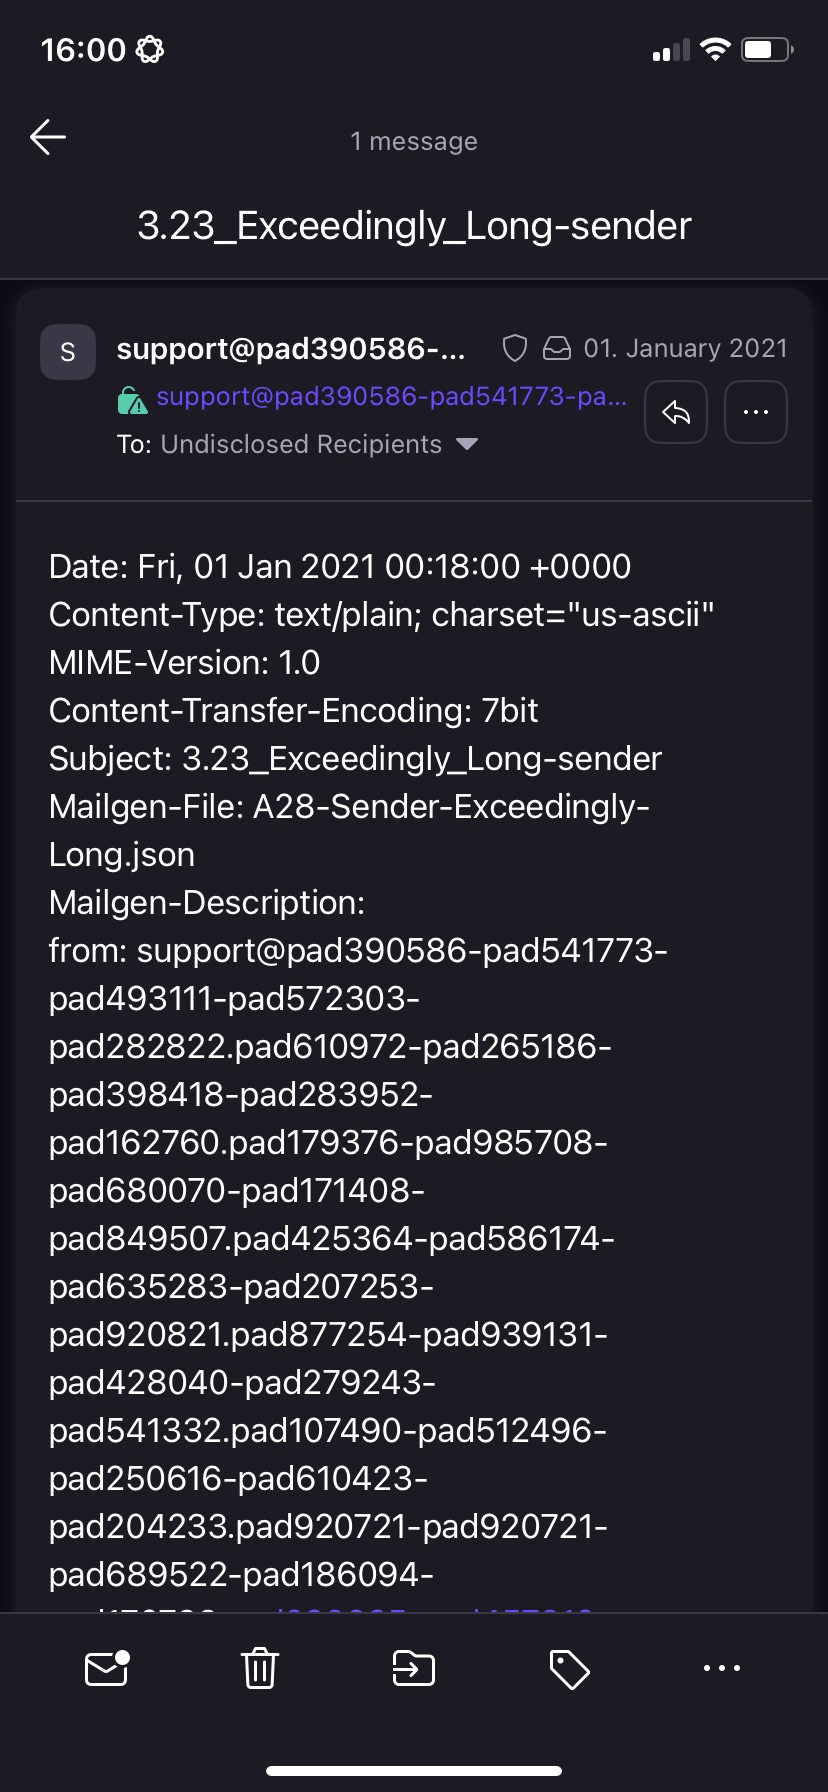 16:00
1 message
3.23_Exceedingly_Long-sender
S
support@pad390586-...
01. January 2021
support@pad390586-pad541773-pa...
To: Undisclosed Recipients
Date: Fri, 01 Jan 2021 00:18:00 +0000
Content-Type: text/plain; charset="us-ascii"
MIME-Version: 1.0
Content-Transfer-Encoding: 7bit
Subject: 3.23_Exceedingly_Long-sender
Mailgen-File: A28-Sender-Exceedingly-
Long.json
Mailgen-Description:
from: support@pad390586-pad541773-
pad493111-pad572303-
pad282822.pad610972-pad265186-
pad398418-pad283952-
pad162760.pad179376-pad985708-
pad680070-pad171408-
pad849507.pad425364-pad586174-
pad635283-pad207253-
pad920821.pad877254-pad939131-
pad428040-pad279243-
pad541332.pad107490-pad512496-
pad250616-pad610423-
pad204233.pad920721-pad920721-
pad689522-pad186094-